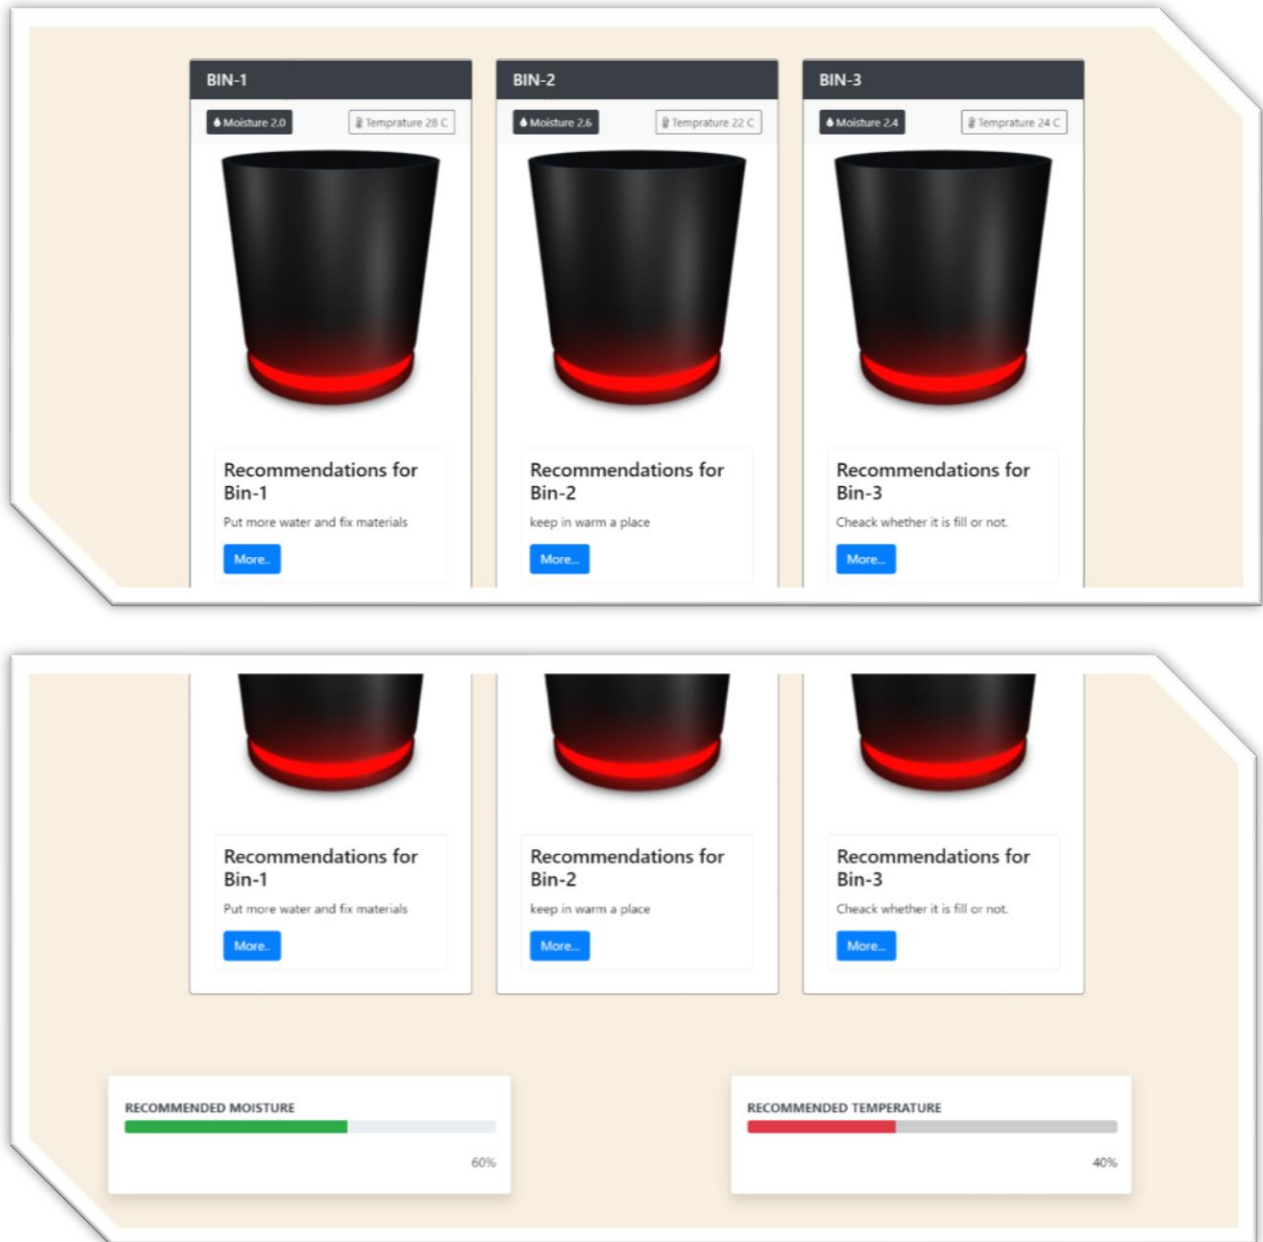 BIN-1
Moisture 2.0
Temprature 28 C
Recommendations for
Bin-1
Put more water and fix materials
More..
BIN-2
Moisture 2.6
Temprature 22 C
Recommendations for
Bin-2
keep in warm a place
More...
BIN-3
Moisture 2.4
Temprature 24 C
Recommendations for
Bin-3
Cheack whether it is fill or not.
More...
Recommendations for
Bin-1
Put more water and fix materials
More..
Recommendations for
Bin-2
keep in warm a place
More...
Recommendations for
Bin-3
Cheack whether it is fill or not.
More...
RECOMMENDED MOISTURE
60%
RECOMMENDED TEMPERATURE
40%